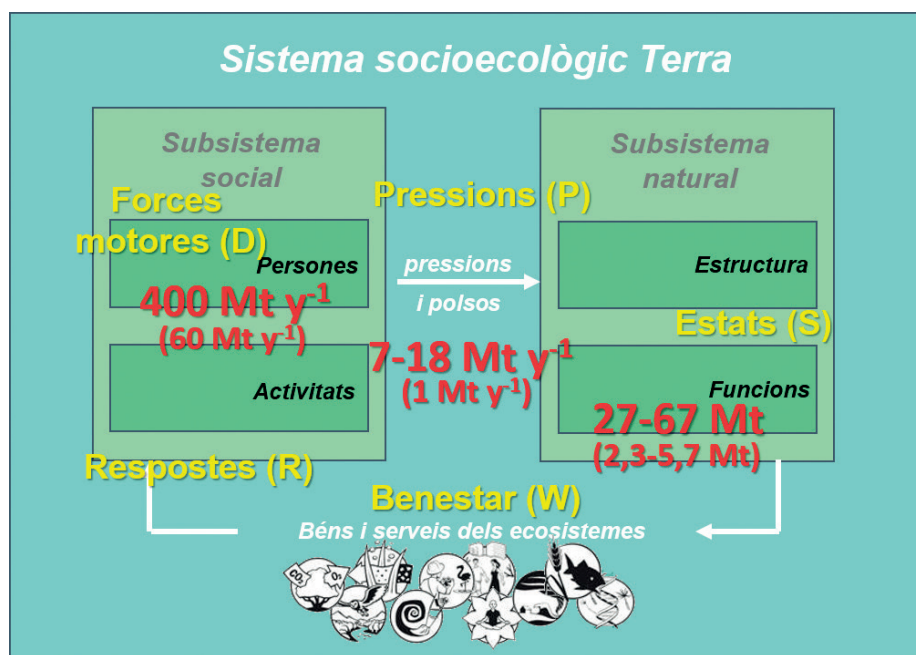 Sistema socioecològic Terra
Subsistema
social
Forces
motores (D)
Persones
400 Mt y⁻¹
(60 Mt y⁻¹)
Activitats
Respostes (R)
Pressions (P)
pressions
i polsos
7-18 Mt y⁻¹
(1 Mt y⁻¹)
Subsistema
natural
Estructura
Estats (S)
Funcions
27-67 Mt
(2,3-5,7 Mt)
Benestar (W)
Béns i serveis dels ecosistemes
CO₂
O₂